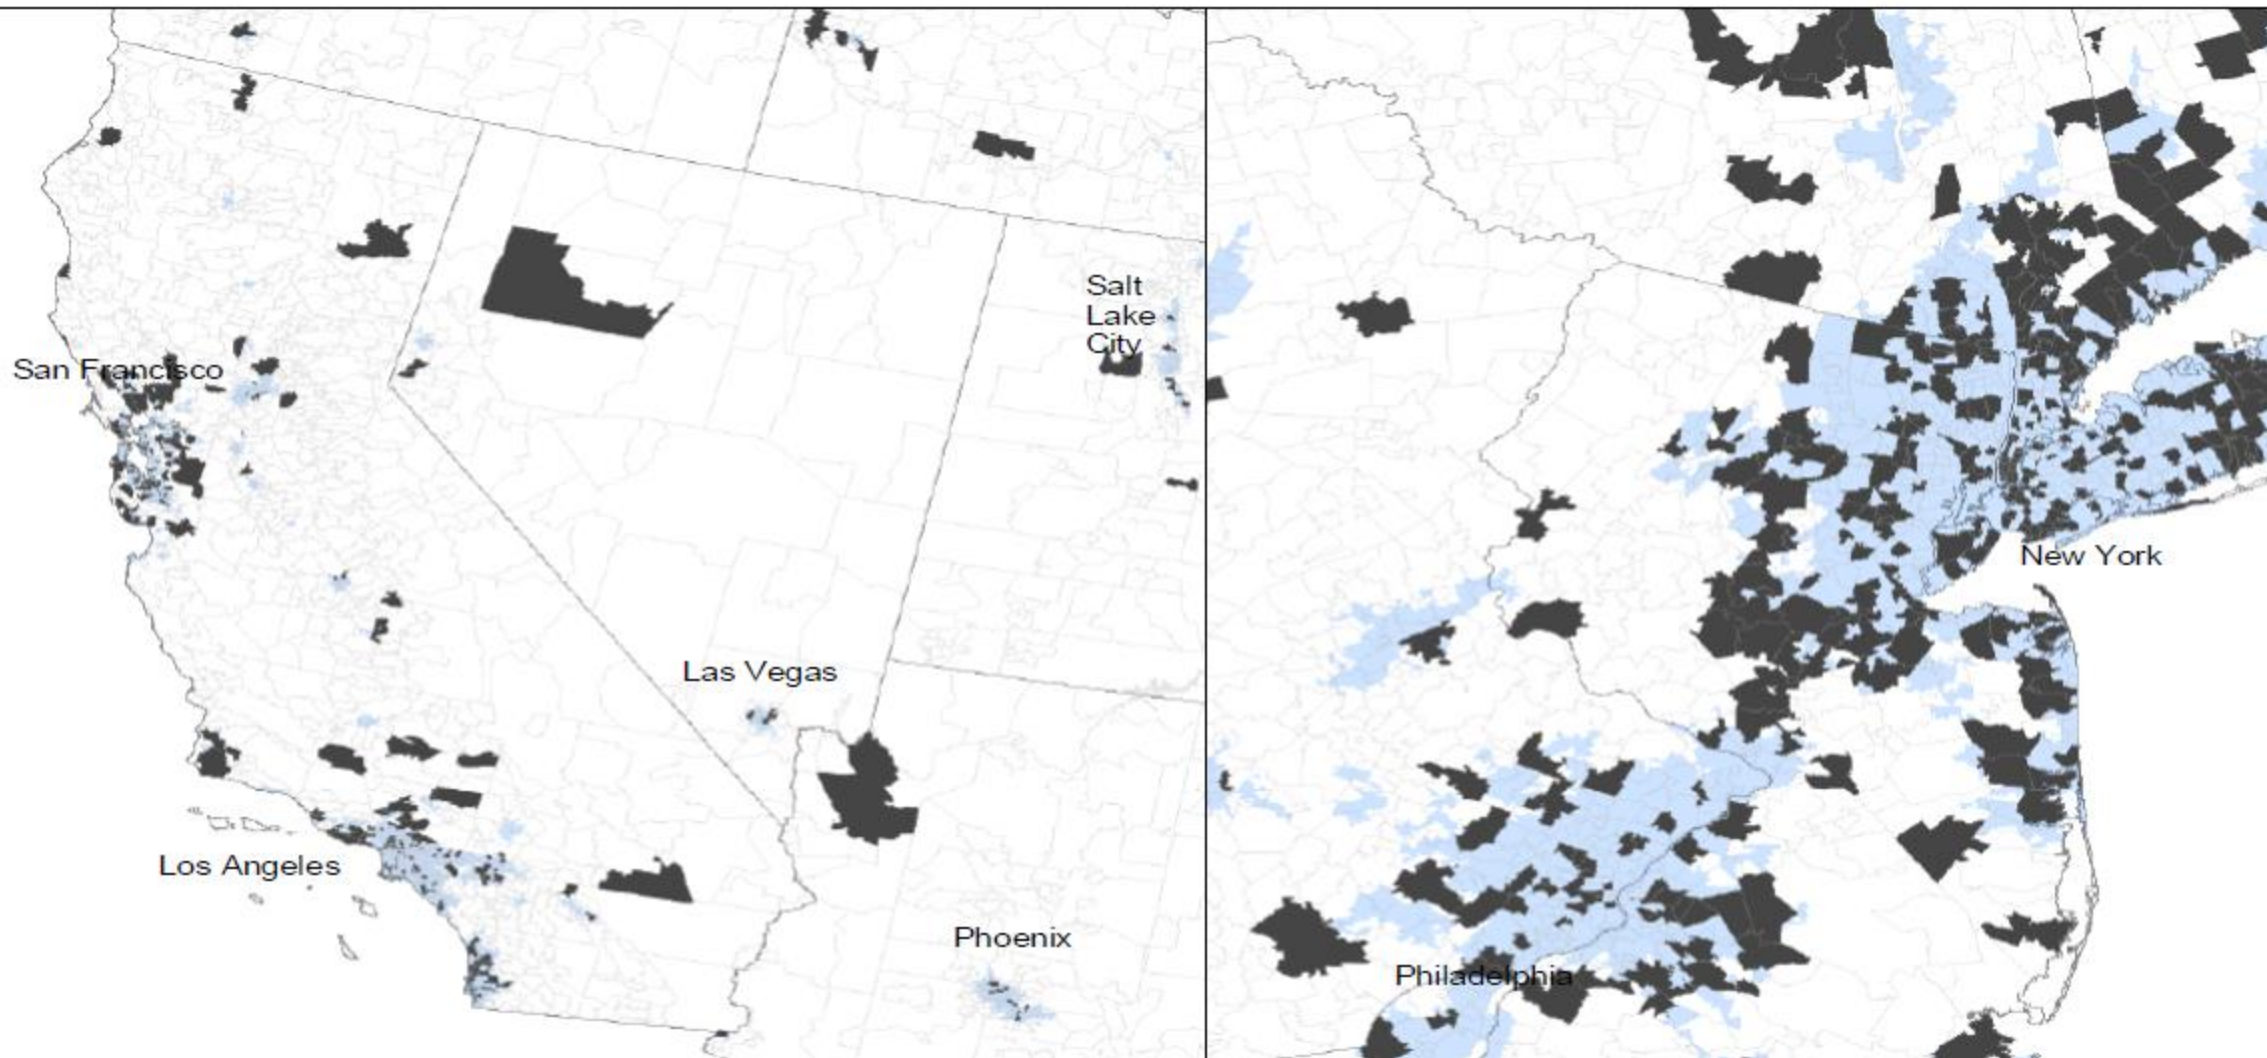 Salt
Lake
City
San Francisco
Las Vegas
Los Angeles
Phoenix
New York
Philadelphia